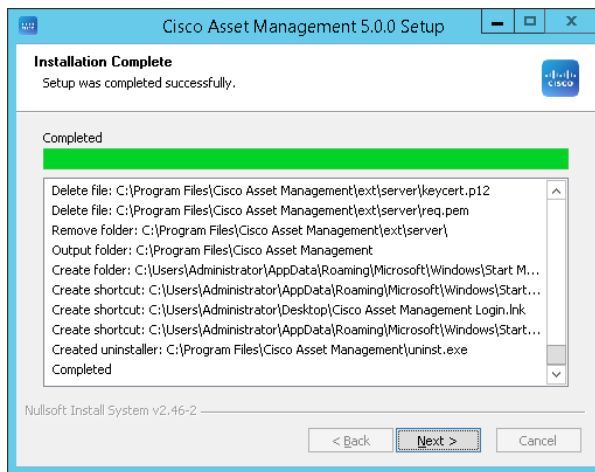 Cisco Asset Management 5.0.0 Setup
Installation Complete
Setup was completed successfully.
CISCO
Completed
Delete file: C:\Program Files\Cisco Asset Management\ext\server\keycert.p12
Delete file: C:\Program Files\Cisco Asset Management\ext\server\req.pem
Remove folder: C:\Program Files\Cisco Asset Management\ext\server\
Output folder: C:\Program Files\Cisco Asset Management
Create folder: C:\Users\Administrator\AppData\Roaming\Microsoft\Windows\Start M...
Create shortcut: C:\Users\Administrator\AppData\Roaming\Microsoft\Windows\Start...
Create shortcut: C:\Users\Administrator\Desktop\Cisco Asset Management Login.lnk
Create shortcut: C:\Users\Administrator\AppData\Roaming\Microsoft\Windows\Start...
Created uninstaller: C:\Program Files\Cisco Asset Management\uninst.exe
Completed
Nullsoft Install System v2.46-2
< Back Next > Cancel